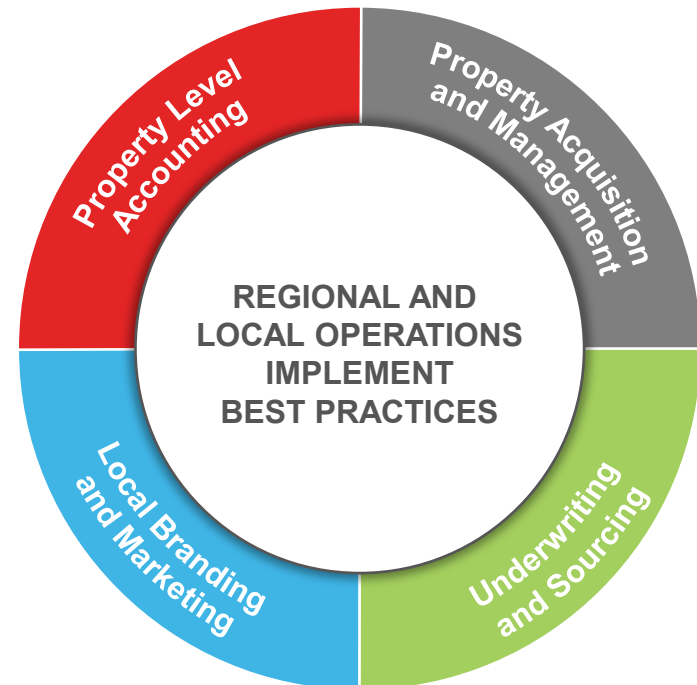 Property Level
Accounting
Property Acquisition
and Management
REGIONAL AND
LOCAL OPERATIONS
IMPLEMENT
BEST PRACTICES
Local Branding
and Marketing
Underwriting
and Sourcing